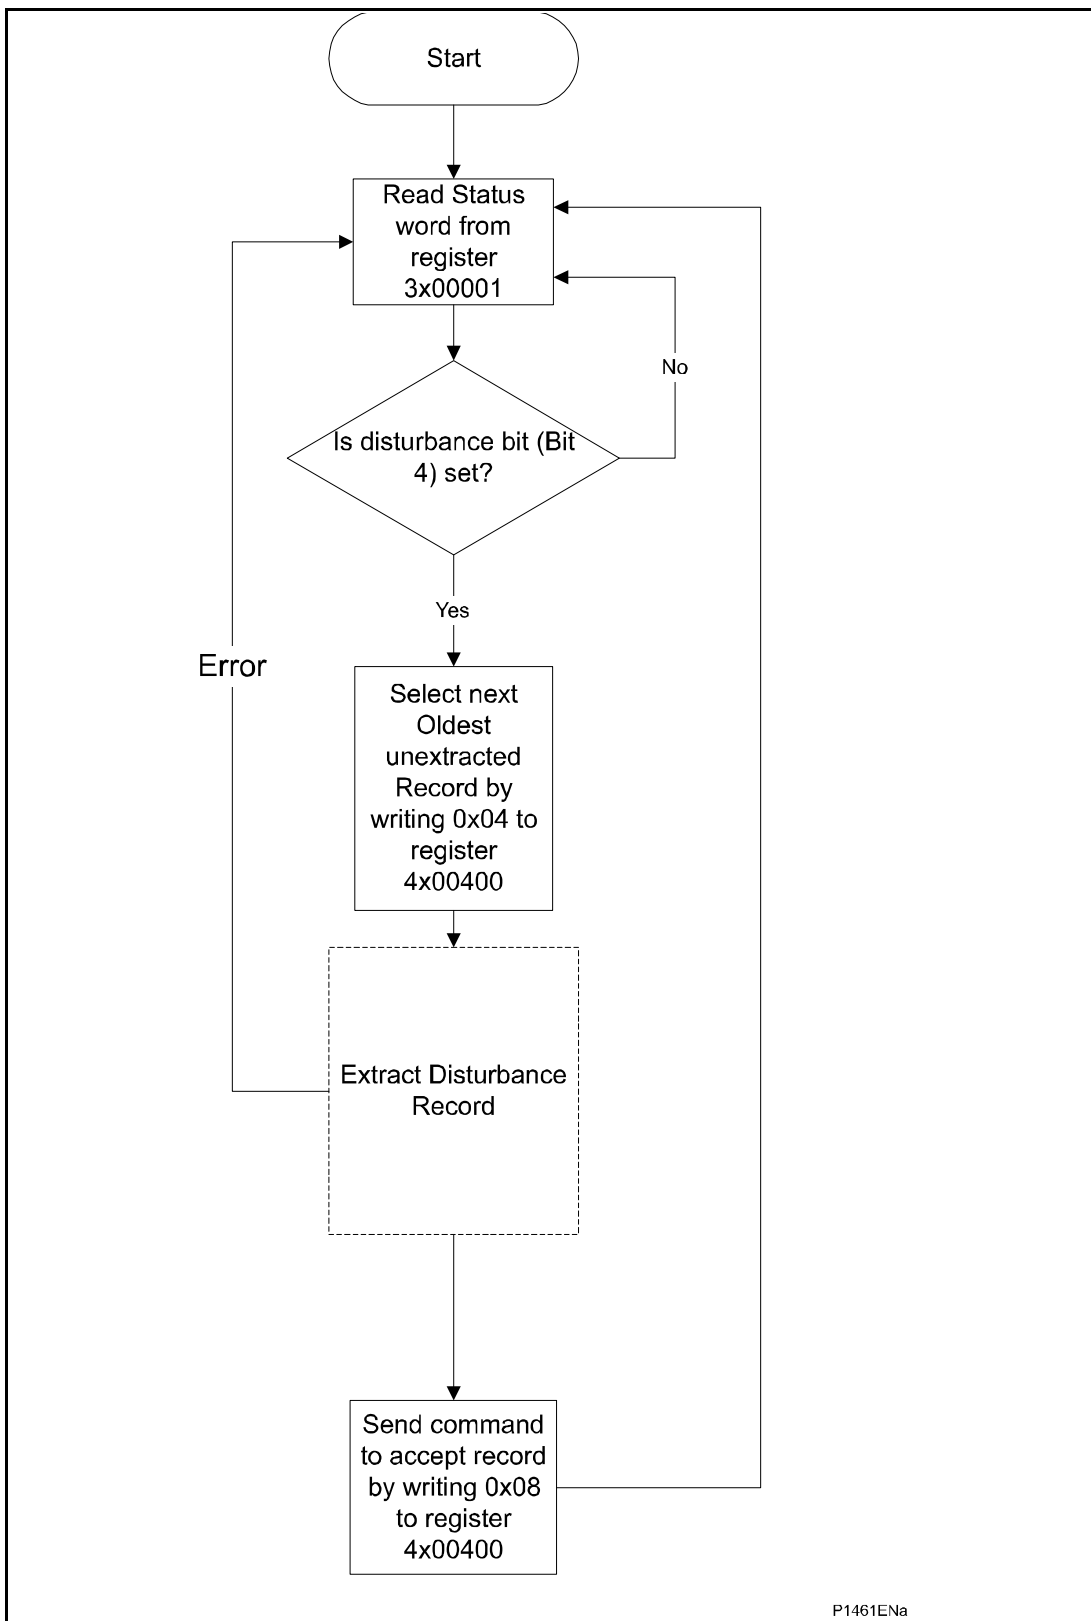 Start
Read Status
word from
register
3x00001
No
Is disturbance bit (Bit
4) set?
Yes
Error
Select next
Oldest
unextracted
Record by
writing 0x04 to
register
4x00400
Extract Disturbance
Record
Send command
to accept record
by writing 0x08
to register
4x00400
P1461ENa